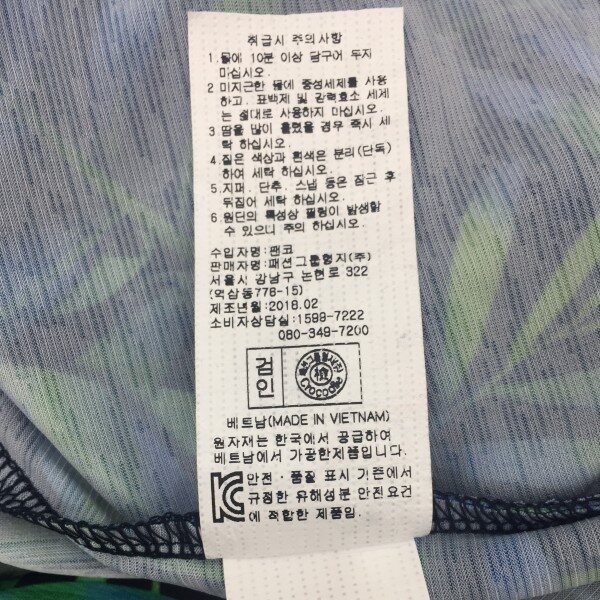 취급시 주의사항
1. 물에 10분 이상 담구어 두지
마십시오.
2 미지근한 물에 중성세제를 사용
하고, 표백제 및 강력효소 세제
는 절대로 사용하지 마십시오.
3 땀을 많이 흘렸을 경우 즉시 세
탁 하십시오.
4. 짙은 색상과 흰색은 분리(단독)
하여 세탁 하십시오.
5. 지퍼, 단추, 스냅 등은 잠근 후
뒤집어 세탁 하십시오.
6. 원단의 특성상 필링이 발생할
수 있으니 주의 하십시오.
수입자명:팬코
판매자명:패션그룹형지(주)
서울시 강남구 논현로 322
(역삼동776-15)
제조년월:2018.02
소비자상담실:1599-7222
080-349-7200
검인
CROCODILE
베트남(MADE IN VIETNAM)
원자재는 한국에서 공급하여
베트남에서 가공한제품입니다.
안전·품질 표시 기준에서
규정한 유해성분 안전요건
에 적합한 제품임.